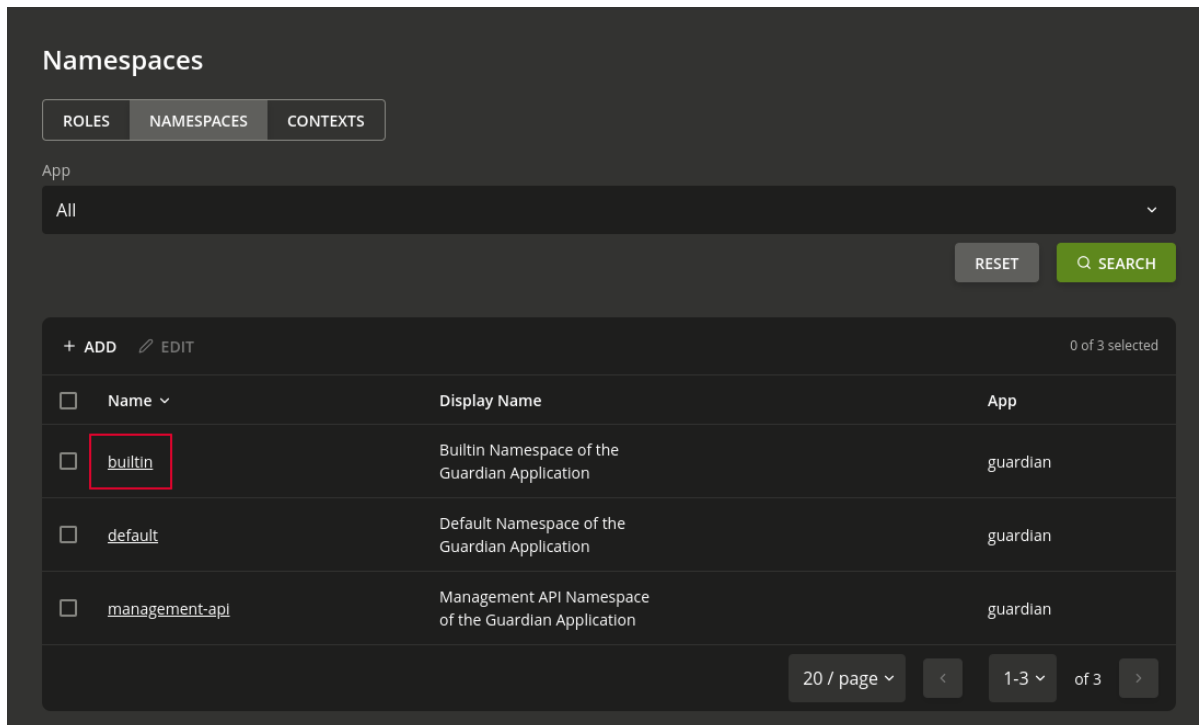 Namespaces
ROLES NAMESPACES CONTEXTS
App
All
RESET SEARCH
+ ADD EDIT 0 of 3 selected
Name Display Name App
builtin Builtin Namespace of the Guardian Application guardian
default Default Namespace of the Guardian Application guardian
management-api Management API Namespace of the Guardian Application guardian
20 / page 1-3 of 3